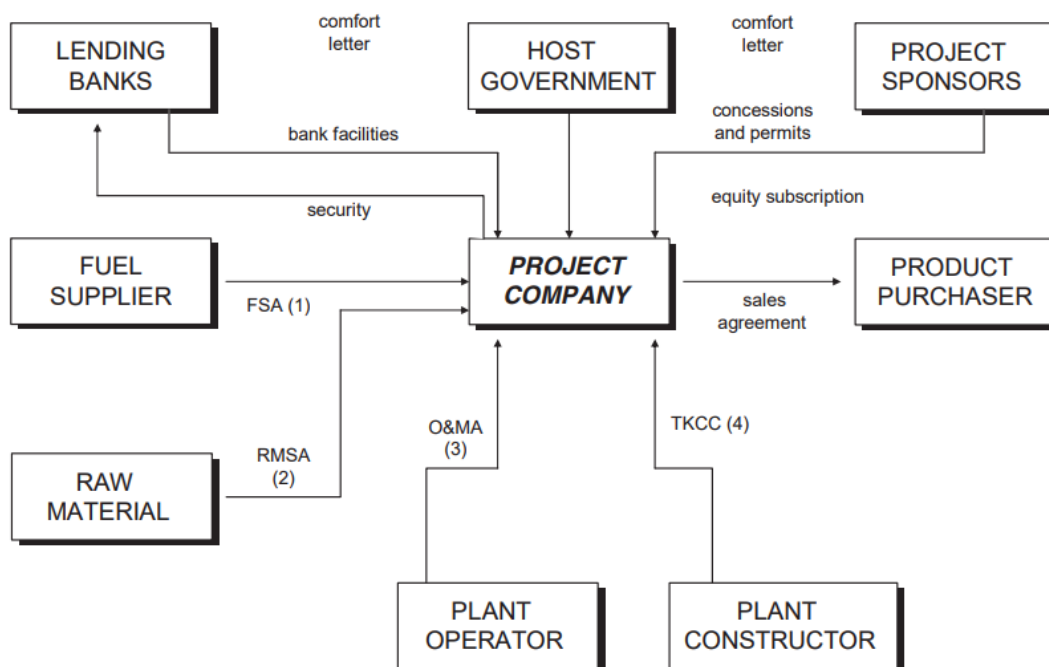 comfort
letter
comfort
letter
LENDING
BANKS
HOST
GOVERNMENT
PROJECT
SPONSORS
bank facilities
concessions
and permits
security
equity subscription
FUEL
SUPPLIER
FSA (1)
PROJECT
COMPANY
sales
agreement
PRODUCT
PURCHASER
RAW
MATERIAL
RMSA
(2)
O&MA
(3)
TKCC (4)
PLANT
OPERATOR
PLANT
CONSTRUCTOR